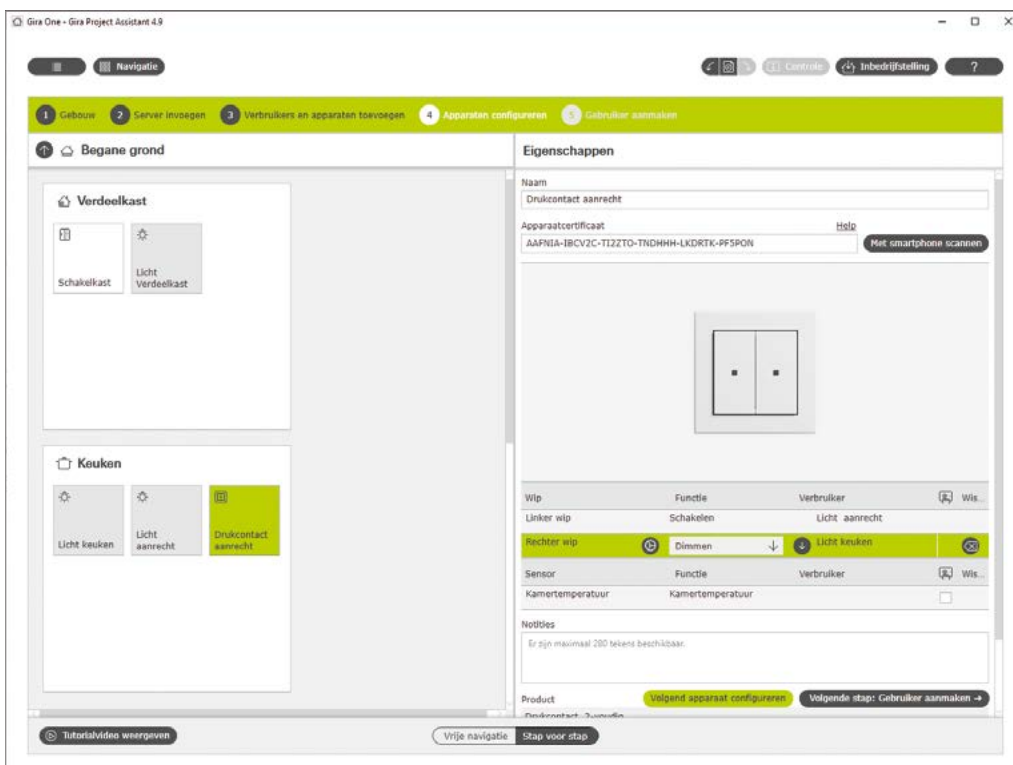 Gira One - Gira Project Assistant 4.9
Navigatie
Controle
Inbedrijfstelling
?
1 Gebouw 2 Server invoegen 3 Verbruikers en apparaten toevoegen 4 Apparaten configureren 5 Gebruiker aanmaken
Begane grond
Verdeelkast
Schakelkast
Licht
Verdeelkast
Keuken
Licht keuken
Licht
aanrecht
Drukcontact
aanrecht
Eigenschappen
Naam
Drukcontact aanrecht
Apparaatcertificaat Help
AAFNIA-IBCV2C-TI2ZTO-TNDHHH-LKDRTK-PF5PON Met smartphone scannen
Wip Functie Verbruiker Wis...
Linker wip Schakelen Licht aanrecht
Rechter wip Dimmen Licht keuken
Sensor Functie Verbruiker Wis...
Kamertemperatuur Kamertemperatuur
Notities
Er zijn maximaal 280 tekens beschikbaar.
Product Volgend apparaat configureren Volgende stap: Gebruiker aanmaken →
Drukcontact, 2-voudig
Tutorialvideo weergeven Vrije navigatie Stap voor stap